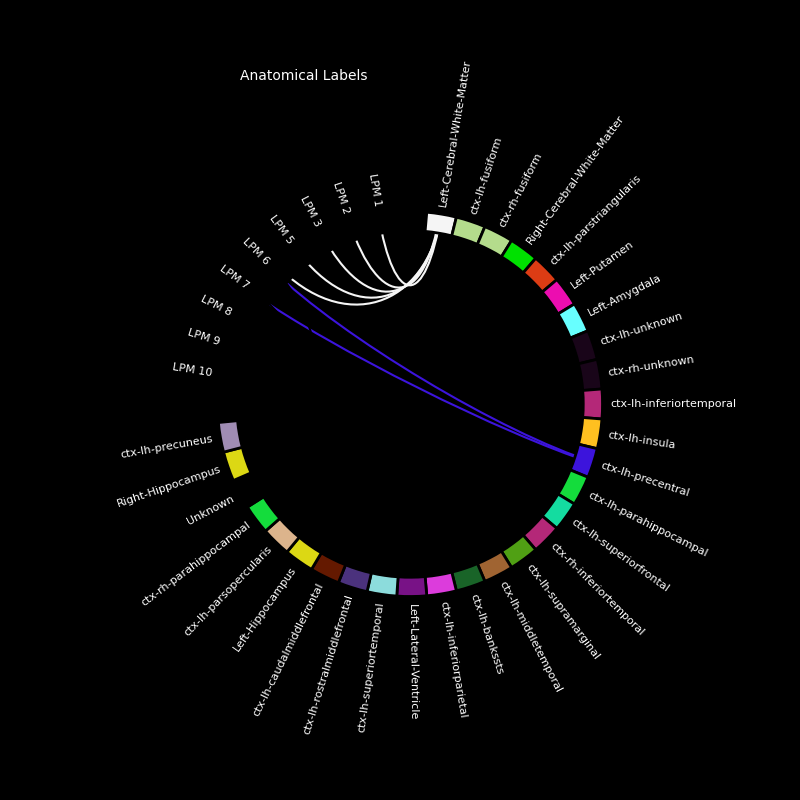 Anatomical Labels
Left-Cerebral-White-Matter
ctx-lh-fusiform
ctx-rh-fusiform
Right-Cerebral-White-Matter
ctx-lh-parstriangularis
Left-Putamen
Left-Amygdala
ctx-lh-unknown
ctx-rh-unknown
ctx-lh-inferiortemporal
ctx-lh-insula
ctx-lh-precentral
ctx-lh-parahippocampal
ctx-lh-superiorfrontal
ctx-rh-inferiortemporal
ctx-lh-supramarginal
ctx-lh-middletemporal
ctx-lh-bankssts
ctx-lh-inferiorparietal
Left-Lateral-Ventricle
ctx-lh-superiortemporal
ctx-lh-rostralmiddlefrontal
ctx-lh-caudalmiddlefrontal
Left-Hippocampus
ctx-lh-parsopercularis
ctx-rh-parahippocampal
Unknown
Right-Hippocampus
ctx-lh-precuneus
LPM 10
LPM 9
LPM 8
LPM 7
LPM 6
LPM 5
LPM 3
LPM 2
LPM 1